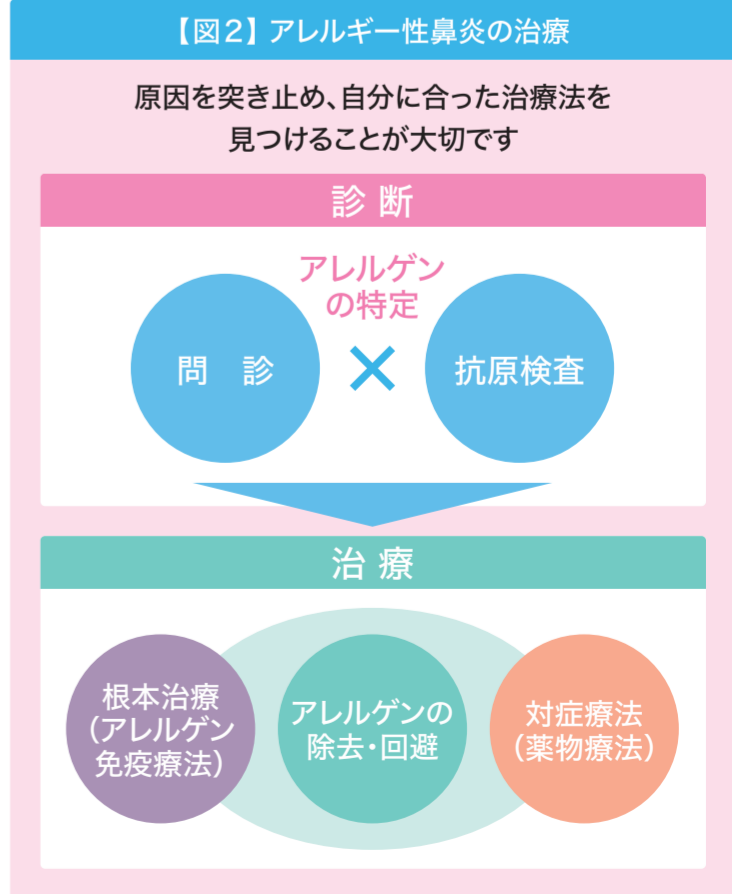 【図2】アレルギー性鼻炎の治療
原因を突き止め、自分に合った治療法を
見つけることが大切です
診断
アレルゲン
の特定
問 診
×
抗原検査
治療
根本治療
(アレルゲン
免疫療法)
アレルゲンの
除去・回避
対症療法
(薬物療法)